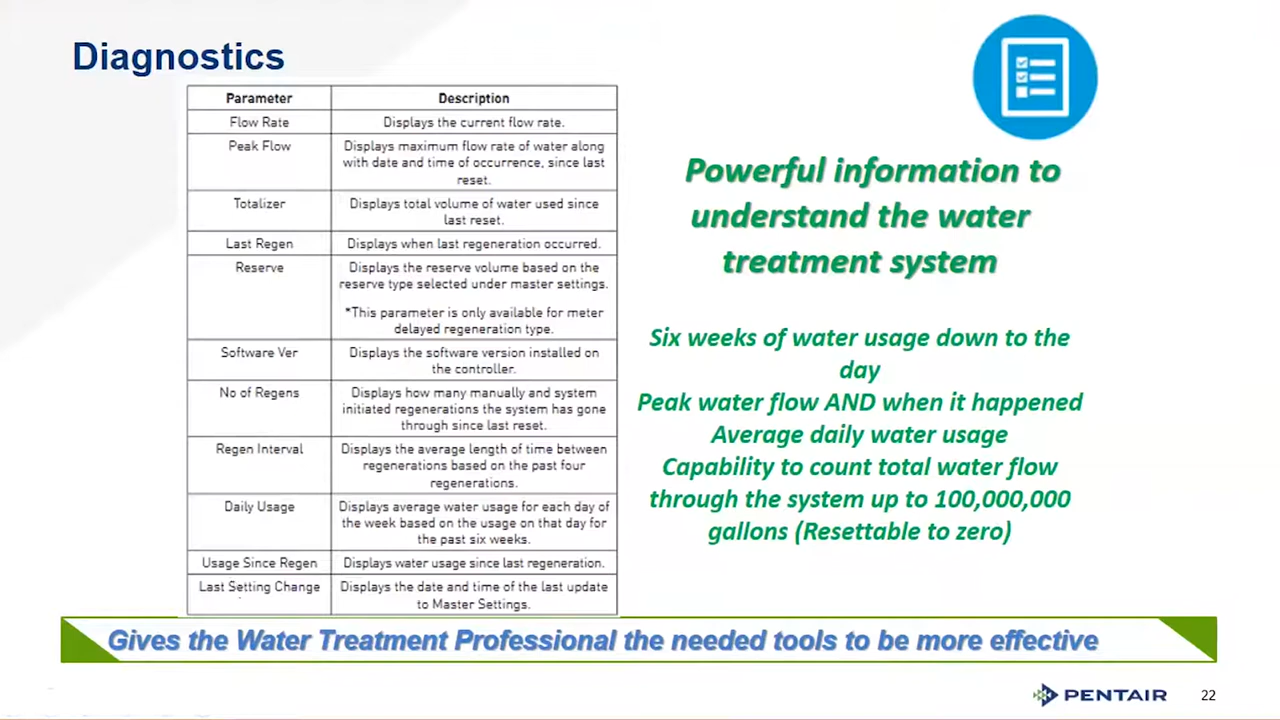 Diagnostics
Parameter Description
Flow Rate Displays the current flow rate.
Peak Flow Displays maximum flow rate of water along
with date and time of occurrence, since last
reset.
Totalizer Displays total volume of water used since
last reset.
Last Regen Displays when last regeneration occurred.
Reserve Displays the reserve volume based on the
reserve type selected under master settings.
*This parameter is only available for meter
delayed regeneration type.
Software Ver Displays the software version installed on
the controller.
No of Regens Displays how many manually and system
initiated regenerations the system has gone
through since last reset.
Regen Interval Displays the average length of time between
regenerations based on the past four
regenerations.
Daily Usage Displays average water usage for each day of
the week based on the usage on that day for
the past six weeks.
Usage Since Regen Displays water usage since last regeneration.
Last Setting Change Displays the date and time of the last update
to Master Settings.
Powerful information to
understand the water
treatment system
Six weeks of water usage down to the
day
Peak water flow AND when it happened
Average daily water usage
Capability to count total water flow
through the system up to 100,000,000
gallons (Resettable to zero)
Gives the Water Treatment Professional the needed tools to be more effective
PENTAIR 22